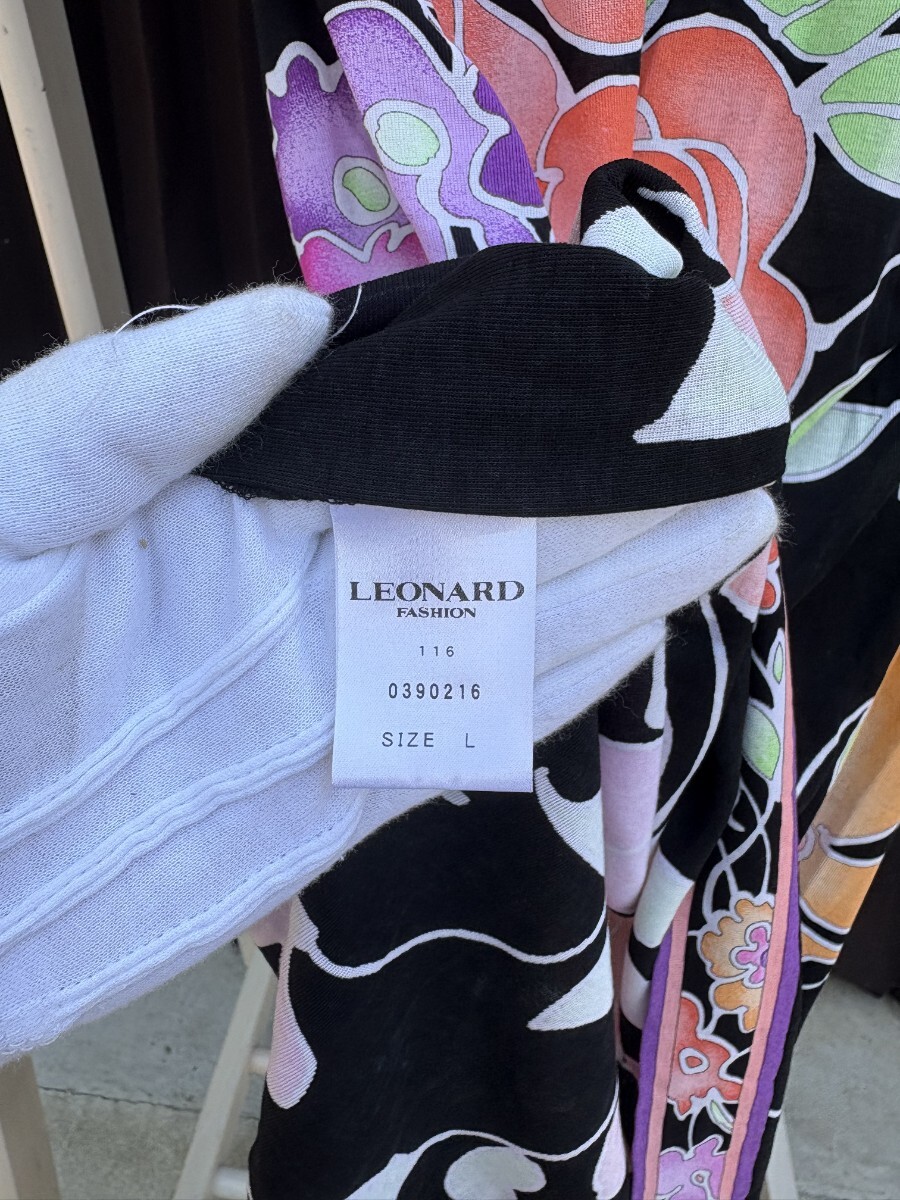 LEONARD
FASHION
116
0390216
SIZE L